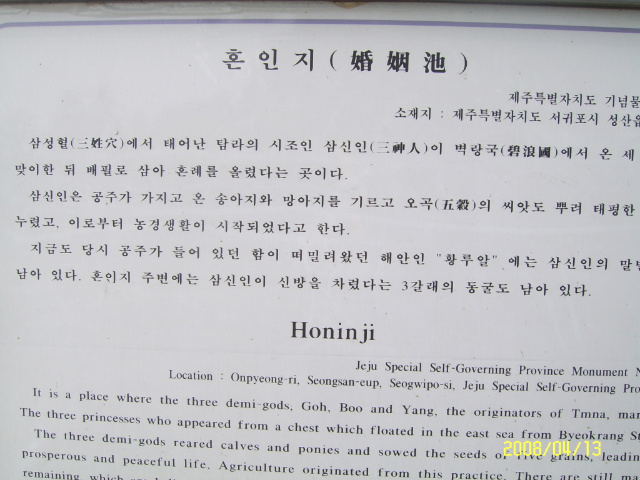 혼인지(婚姻池)
제주특별자치도 기념물
소재지 : 제주특별자치도 서귀포시 성산읍
삼성혈(三姓穴)에서 태어난 탐라의 시조인 삼신인(三神人)이 벽랑국(碧浪國)에서 온 세
맞이한 뒤 배필로 삼아 혼례를 올렸다는 곳이다.
삼신인은 공주가 가지고 온 송아지와 망아지를 기르고 오곡(五穀)의 씨앗도 뿌려 태평한
누렸고, 이로부터 농경생활이 시작되었다고 한다.
지금도 당시 공주가 들어 있던 함이 떠밀려왔던 해안인 "황루알" 에는 삼신인의 말발
남아 있다. 혼인지 주변에는 삼신인이 신방을 차렸다는 3갈래의 동굴도 남아 있다.
Honinji
Jeju Special Self-Governing Province Monument N
Location : Onpyeong-ri, Seongsan-eup, Seogwipo-si, Jeju Special Self-Governing Pro
It is a place where the three demi-gods, Goh, Boo and Yang, the originators of Tmna, mar
The three princesses who appeared from a chest which floated in the east sea from Byeokrang St
The three demi-gods reared calves and ponies and sowed the seeds of five grains, leadin
prosperous and peaceful life. Agriculture originated from this practice. There are still ma
remaining, which
2008/04/13